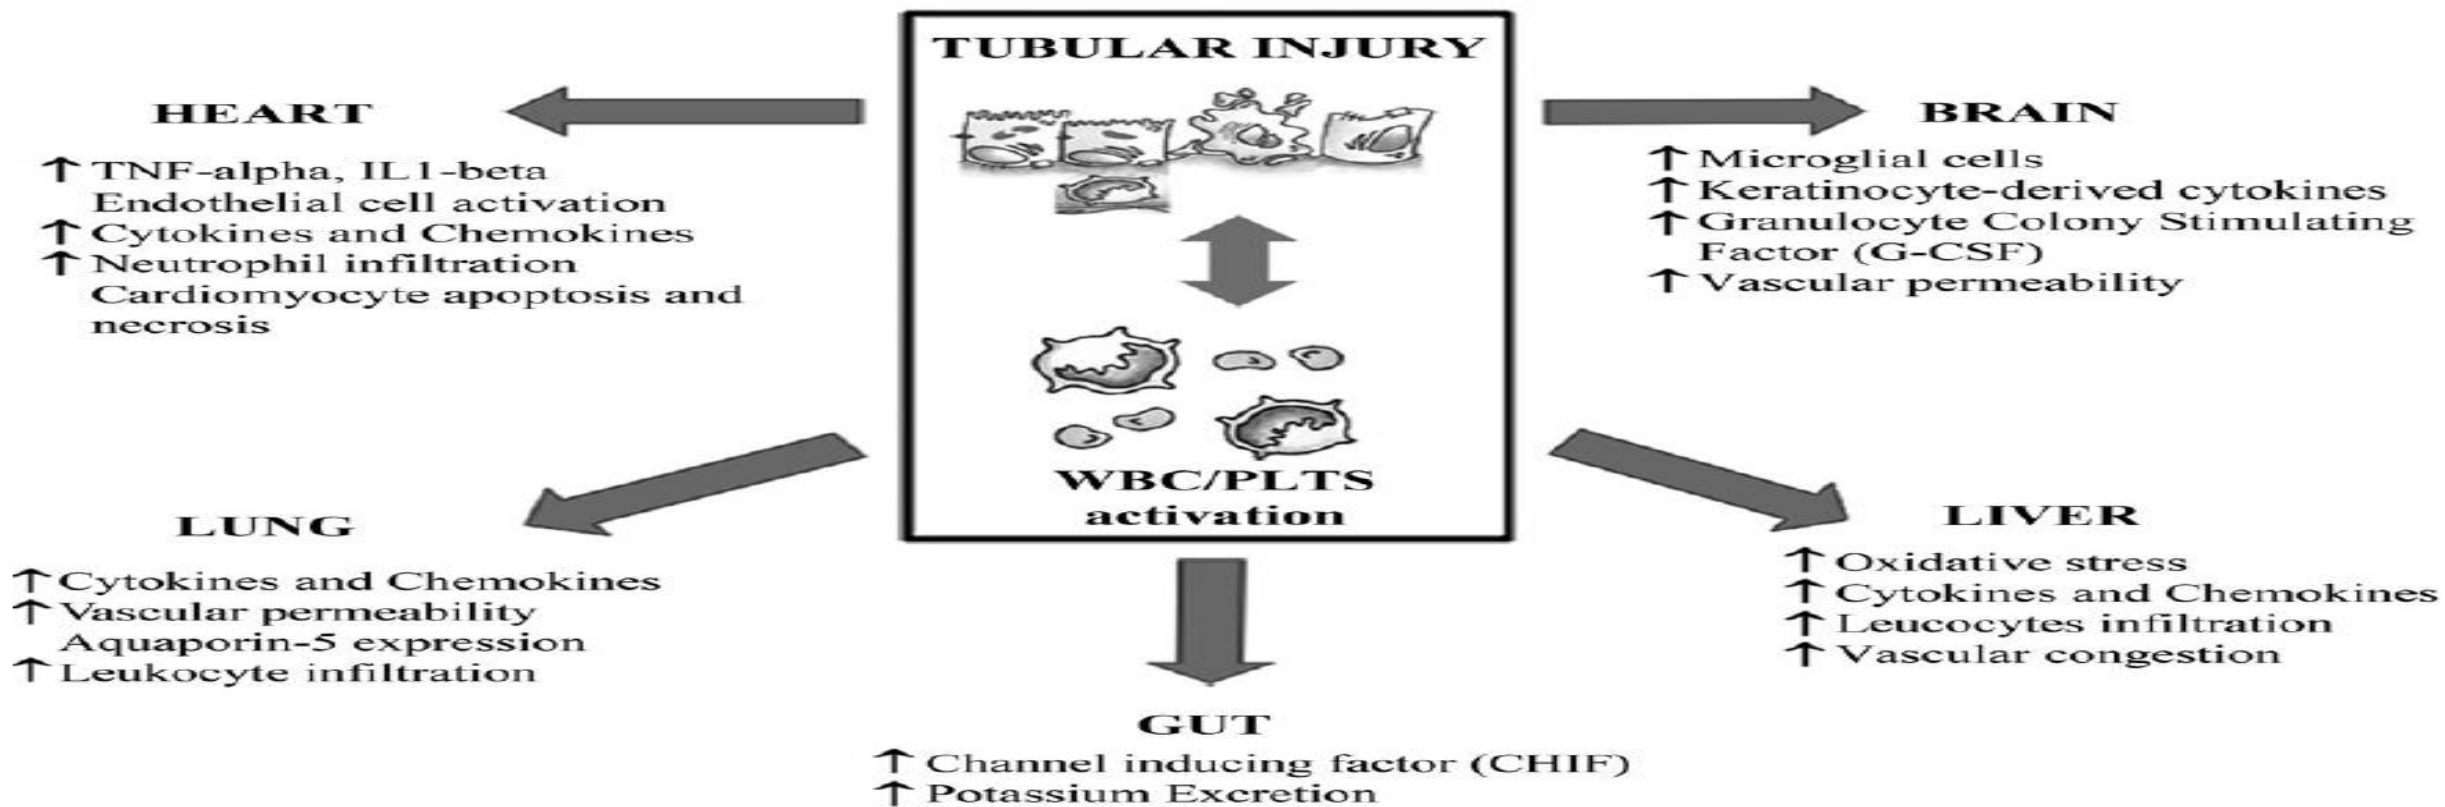 TUBULAR INJURY
WBC/PLTS
activation
HEART
↑ TNF-alpha, IL1-beta
Endothelial cell activation
↑ Cytokines and Chemokines
↑ Neutrophil infiltration
Cardiomyocyte apoptosis and
necrosis
BRAIN
↑ Microglial cells
↑ Keratinocyte-derived cytokines
↑ Granulocyte Colony Stimulating
Factor (G-CSF)
↑ Vascular permeability
LUNG
↑ Cytokines and Chemokines
↑ Vascular permeability
Aquaporin-5 expression
↑ Leukocyte infiltration
LIVER
↑ Oxidative stress
↑ Cytokines and Chemokines
↑ Leucocytes infiltration
↑ Vascular congestion
GUT
↑ Channel inducing factor (CHIF)
↑ Potassium Excretion